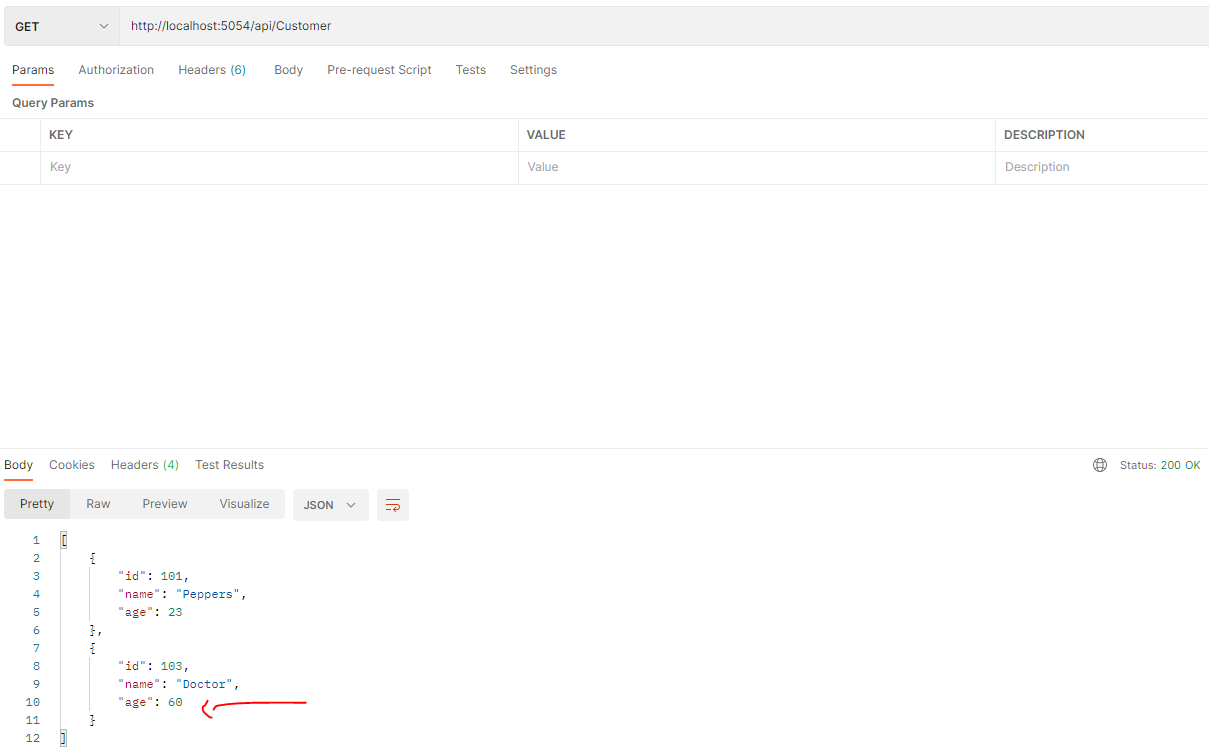 GET http://localhost:5054/api/Customer
Params Authorization Headers (6) Body Pre-request Script Tests Settings
Query Params
KEY VALUE DESCRIPTION
Key Value Description
Body Cookies Headers (4) Test Results Status: 200 OK
Pretty Raw Preview Visualize JSON
1 [
2 {
3 "id": 101,
4 "name": "Peppers",
5 "age": 23
6 },
7 {
8 "id": 103,
9 "name": "Doctor",
10 "age": 60
11 }
12 ]